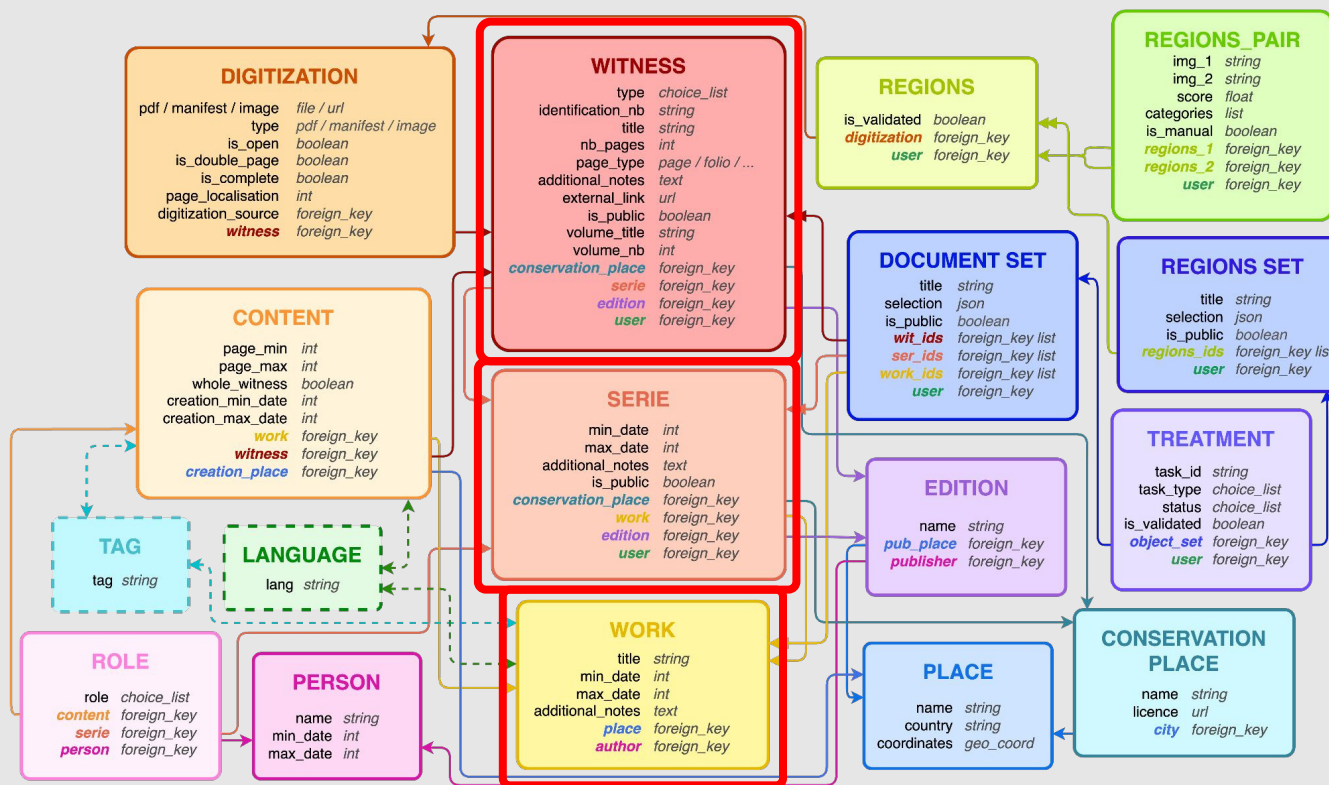 DIGITIZATION
pdf / manifest / image file / url
type pdf / manifest / image
is_open boolean
is_double_page boolean
is_complete boolean
page_localisation int
digitization_source foreign_key
witness foreign_key
WITNESS
type choice_list
identification_nb string
title string
nb_pages int
page_type page / folio / ...
additional_notes text
external_link url
is_public boolean
volume_title string
volume_nb int
conservation_place foreign_key
serie foreign_key
edition foreign_key
user foreign_key
REGIONS
is_validated boolean
digitization foreign_key
user foreign_key
REGIONS_PAIR
img_1 string
img_2 string
score float
categories list
is_manual boolean
regions_1 foreign_key
regions_2 foreign_key
user foreign_key
DOCUMENT SET
title string
selection json
is_public boolean
wit_ids foreign_key list
ser_ids foreign_key list
work_ids foreign_key list
user foreign_key
REGIONS SET
title string
selection json
is_public boolean
regions_ids foreign_key list
user foreign_key
CONTENT
page_min int
page_max int
whole_witness boolean
creation_min_date int
creation_max_date int
work foreign_key
witness foreign_key
creation_place foreign_key
SERIE
min_date int
max_date int
additional_notes text
is_public boolean
conservation_place foreign_key
work foreign_key
edition foreign_key
user foreign_key
TREATMENT
task_id string
task_type choice_list
status choice_list
is_validated boolean
object_set foreign_key
user foreign_key
EDITION
name string
pub_place foreign_key
publisher foreign_key
TAG
tag string
LANGUAGE
lang string
WORK
title string
min_date int
max_date int
additional_notes text
place foreign_key
author foreign_key
ROLE
role choice_list
content foreign_key
serie foreign_key
person foreign_key
PERSON
name string
min_date int
max_date int
PLACE
name string
country string
coordinates geo_coord
CONSERVATION
PLACE
name string
licence url
city foreign_key